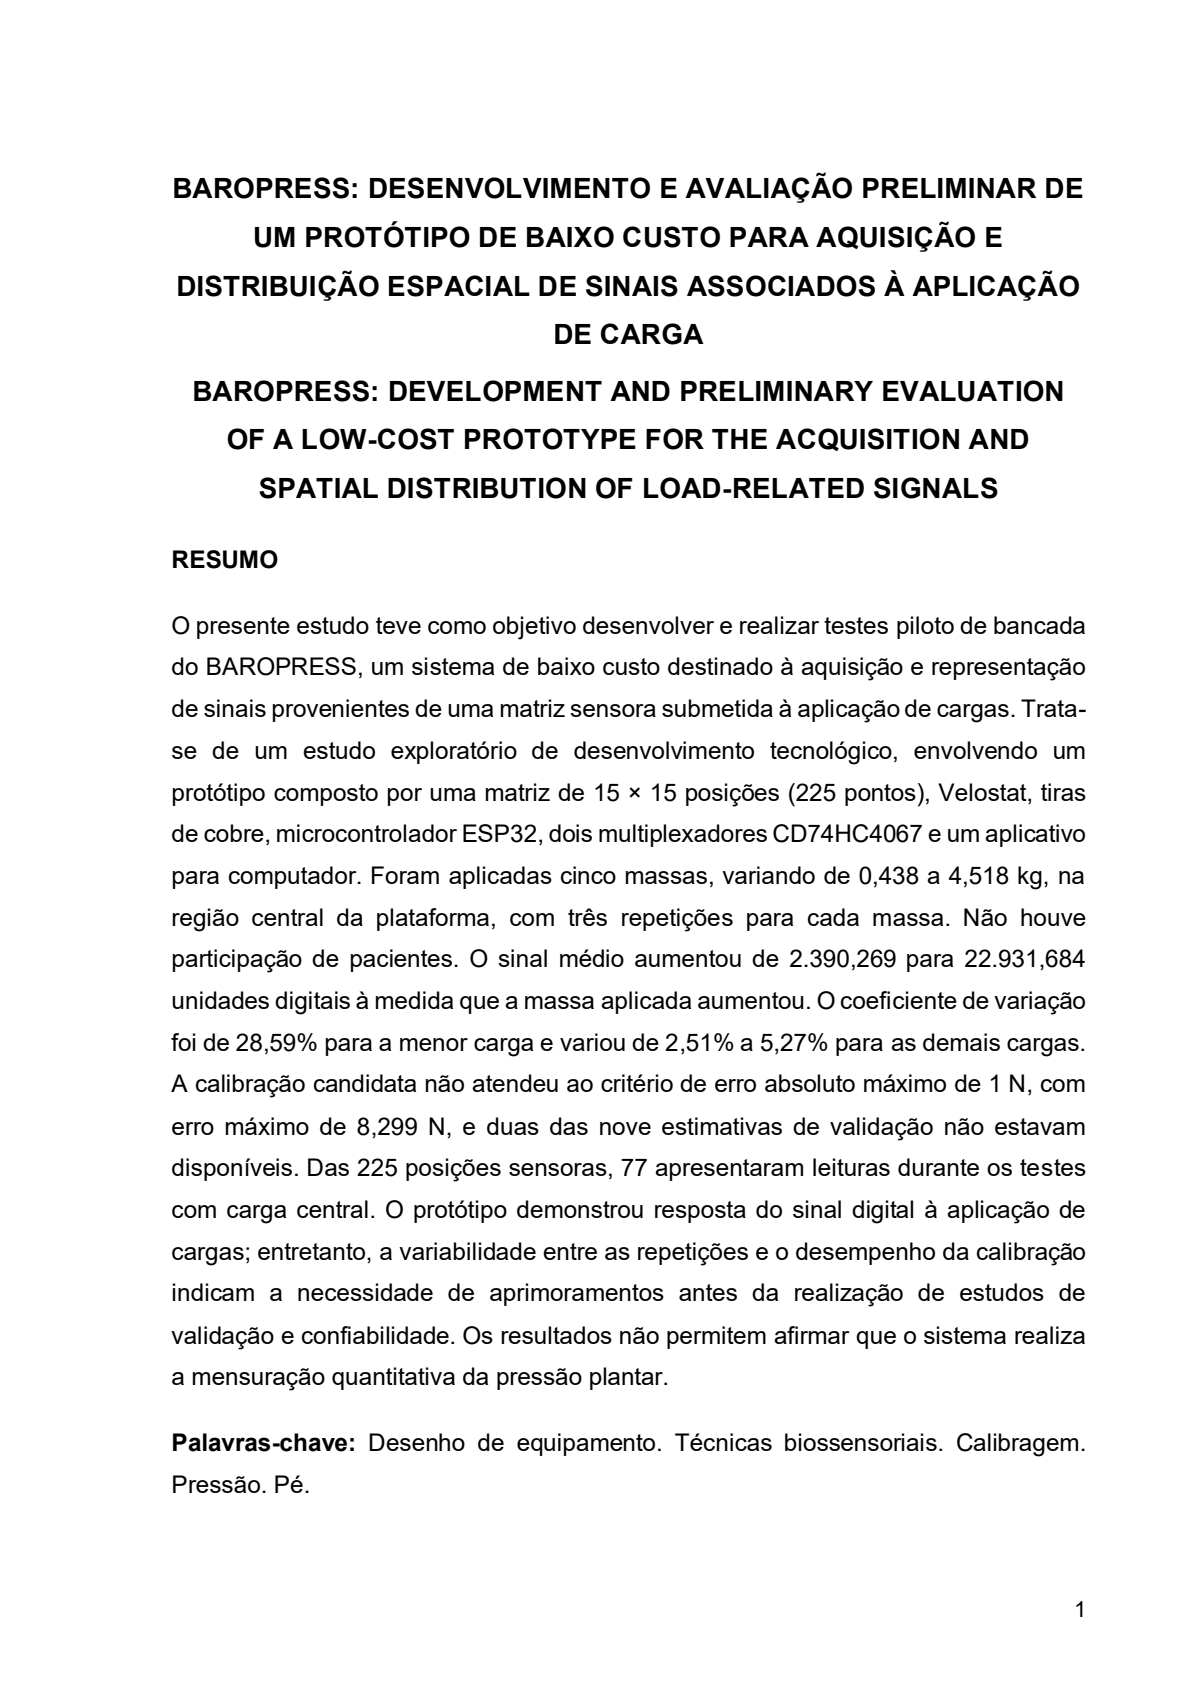 BAROPRESS: DESENVOLVIMENTO E AVALIAÇÃO PRELIMINAR DE
UM PROTÓTIPO DE BAIXO CUSTO PARA AQUISIÇÃO E
DISTRIBUIÇÃO ESPACIAL DE SINAIS ASSOCIADOS À APLICAÇÃO
DE CARGA
BAROPRESS: DEVELOPMENT AND PRELIMINARY EVALUATION
OF A LOW-COST PROTOTYPE FOR THE ACQUISITION AND
SPATIAL DISTRIBUTION OF LOAD-RELATED SIGNALS
RESUMO
O presente estudo teve como objetivo desenvolver e realizar testes piloto de bancada
do BAROPRESS, um sistema de baixo custo destinado à aquisição e representação
de sinais provenientes de uma matriz sensora submetida à aplicação de cargas. Trata-
se de um estudo exploratório de desenvolvimento tecnológico, envolvendo um
protótipo composto por uma matriz de 15 × 15 posições (225 pontos), Velostat, tiras
de cobre, microcontrolador ESP32, dois multiplexadores CD74HC4067 e um aplicativo
para computador. Foram aplicadas cinco massas, variando de 0,438 a 4,518 kg, na
região central da plataforma, com três repetições para cada massa. Não houve
participação de pacientes. O sinal médio aumentou de 2.390,269 para 22.931,684
unidades digitais à medida que a massa aplicada aumentou. O coeficiente de variação
foi de 28,59% para a menor carga e variou de 2,51% a 5,27% para as demais cargas.
A calibração candidata não atendeu ao critério de erro absoluto máximo de 1 N, com
erro máximo de 8,299 N, e duas das nove estimativas de validação não estavam
disponíveis. Das 225 posições sensoras, 77 apresentaram leituras durante os testes
com carga central. O protótipo demonstrou resposta do sinal digital à aplicação de
cargas; entretanto, a variabilidade entre as repetições e o desempenho da calibração
indicam a necessidade de aprimoramentos antes da realização de estudos de
validação e confiabilidade. Os resultados não permitem afirmar que o sistema realiza
a mensuração quantitativa da pressão plantar.
Palavras-chave: Desenho de equipamento. Técnicas biossensoriais. Calibragem.
Pressão. Pé.
1